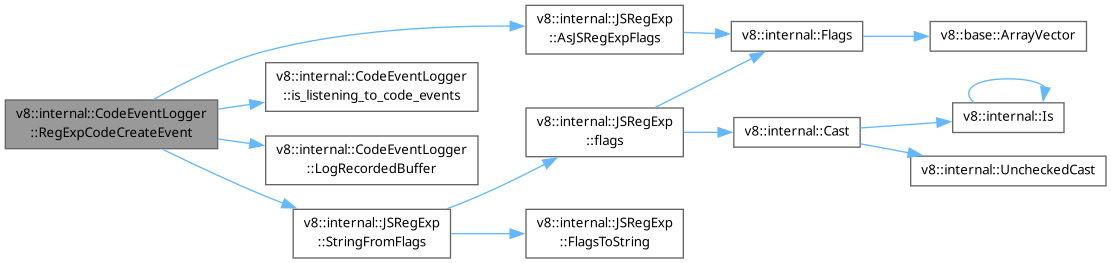 v8::internal::CodeEventLogger
::RegExpCodeCreateEvent
v8::internal::JSRegExp
::AsJSRegExpFlags
v8::internal::CodeEventLogger
::is_listening_to_code_events
v8::internal::CodeEventLogger
::LogRecordedBuffer
v8::internal::JSRegExp
::StringFromFlags
v8::internal::JSRegExp
::flags
v8::internal::JSRegExp
::FlagsToString
v8::internal::Flags
v8::internal::Cast
v8::base::ArrayVector
v8::internal::Is
v8::internal::UncheckedCast